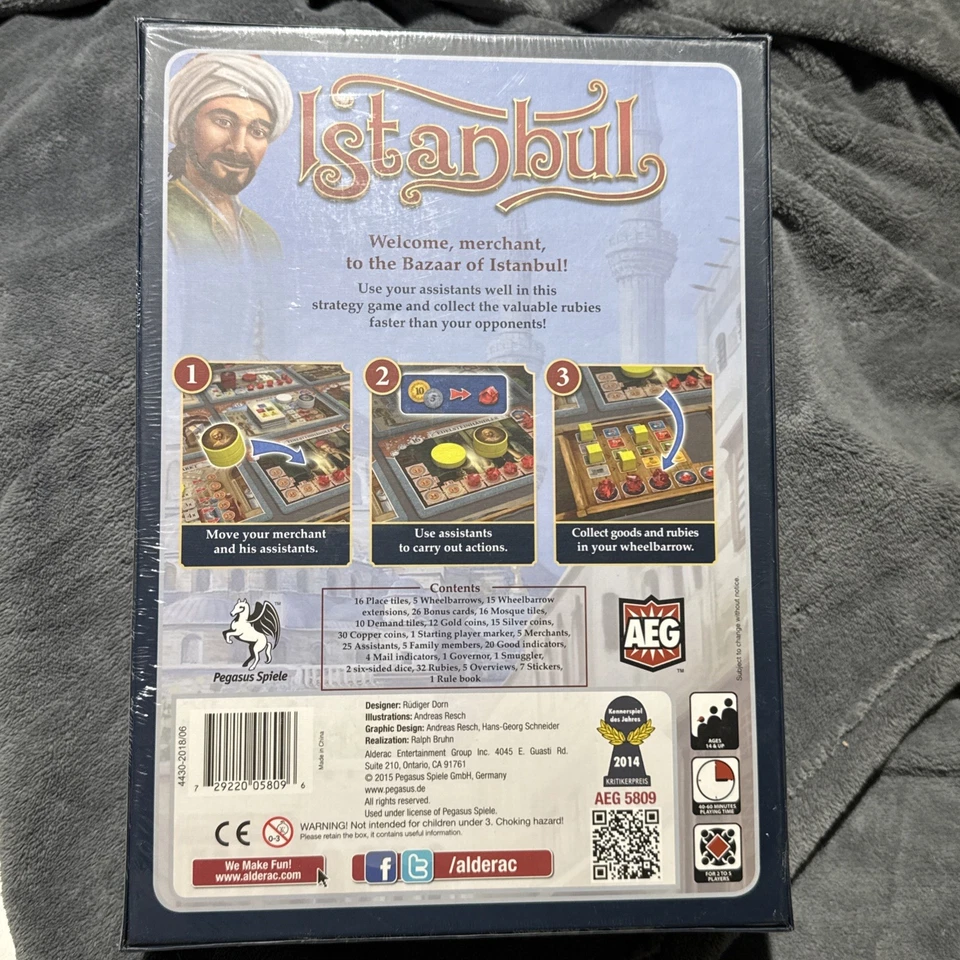 Istanbul
Welcome, merchant,
to the Bazaar of Istanbul!
Use your assistants well in this
strategy game and collect the valuable rubies
faster than your opponents!
1
2
3
10
5
Move your merchant
and his assistants.
Use assistants
to carry out actions.
Collect goods and rubies
in your wheelbarrow.
Contents
16 Place tiles, 5 Wheelbarrows, 15 Wheelbarrow
extensions, 26 Bonus cards, 16 Mosque tiles,
10 Demand tiles, 12 Gold coins, 15 Silver coins,
30 Copper coins, 1 Starting player marker, 5 Merchants,
25 Assistants, 5 Family members, 20 Good indicators,
4 Mail indicators, 1 Governor, 1 Smuggler,
2 six-sided dice, 32 Rubies, 5 Overviews, 7 Stickers,
1 Rule book
TM
Pegasus Spiele
AEG
TM
Subject to change without notice.
4430-2018/06
7 29220 05809 6
Made in China
Designer: Rüdiger Dorn
Illustrations: Andreas Resch
Graphic Design: Andreas Resch, Hans-Georg Schneider
Realization: Ralph Bruhn
Alderac Entertainment Group Inc. 4045 E. Guasti Rd.
Suite 210, Ontario, CA 91761
© 2015 Pegasus Spiele GmbH, Germany
www.pegasus.de
All rights reserved.
Used under license of Pegasus Spiele.
CE
0-3
WARNING! Not intended for children under 3. Choking hazard!
Please retain the box, it contains useful information.
Kennerspiel
des Jahres
2014
KRITIKERPREIS
AEG 5809
AGES
14 & UP
40-60 MINUTES
PLAYING TIME
FOR 2 TO 5
PLAYERS
We Make Fun!
www.alderac.com
f t /alderac